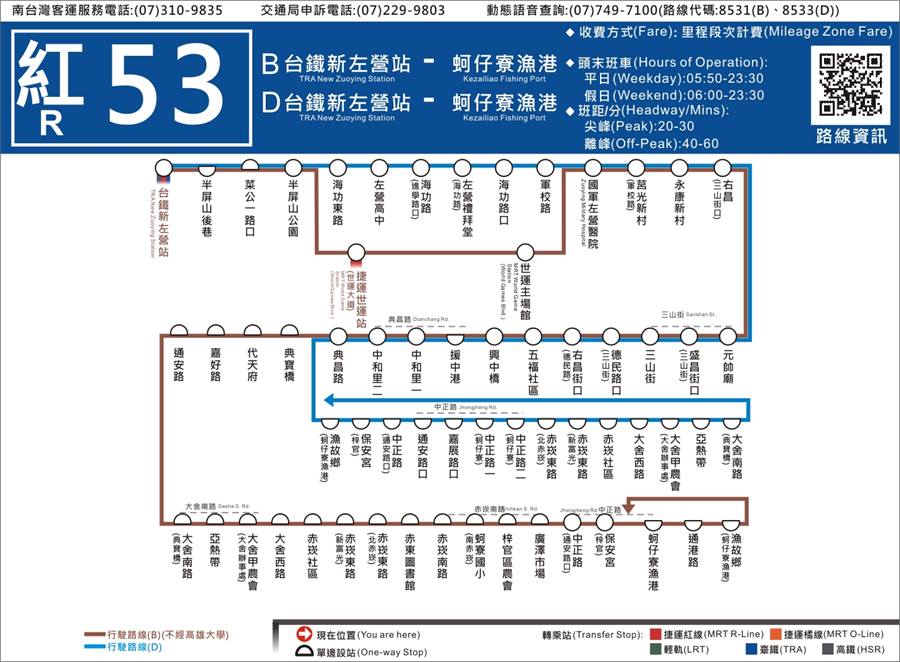 南台灣客運服務電話:(07)310-9835
交通局申訴電話:(07)229-9803
動態語音查詢:(07)749-7100(路線代碼:8531(B)、8533(D))
紅
R
53
B台鐵新左營站 - 蚵仔寮漁港
TRA New Zuoying Station Kezailiao Fishing Port
D台鐵新左營站 - 蚵仔寮漁港
TRA New Zuoying Station Kezailiao Fishing Port
◆ 收費方式(Fare): 里程段次計費(Mileage Zone Fare)
◆ 頭末班車(Hours of Operation):
平日(Weekday):05:50-23:30
假日(Weekend):06:00-23:30
◆ 班距/分(Headway/Mins):
尖峰(Peak):20-30
離峰(Off-Peak):40-60
路線資訊
台鐵新左營站
TRA New Zuoying Station
半屏山後巷
菜公一路口
半屏山公園
海功東路
左營高中
海功路
(進學路口)
左營禮拜堂
(海功路)
海功路口
軍校路
國軍左營醫院
Zuoying Military Hospital
莒光新村
(軍校路)
永康新村
右昌
(三山街口)
捷運世運站
(世運大道)
MRT World Game
Station
(World Games Blvd.)
世運主場館
MRT World Game
Station
(World Games Blvd.)
典昌路 Dianchang Rd.
三山街 Sanshan St.
通安路
嘉好路
代天府
典寶橋
典昌路
中和里二
中和里一
援中港
興中橋
五福社區
右昌街口
(德民路)
德民路口
(三山街)
三山街
盛昌街口
(三山街)
元帥廟
中正路 Jhongjheng Rd.
漁故鄉
(蚵仔寮漁港)
保安宮
(梓官)
中正路
(通安路口)
通安路口
嘉展路口
中正路一
(蚵仔寮)
中正路二
(蚵仔寮)
赤崁東路
(北赤崁)
赤崁東路
(新富光)
赤崁社區
大舍西路
大舍甲農會
(大舍辦事處)
亞熱帶
大舍南路
(典寶橋)
大舍南路 Dashe S. Rd.
赤崁南路 Chihkan S. Rd.
Jhongjheng Rd. 中正路
大舍南路
(典寶橋)
亞熱帶
大舍甲農會
(大舍辦事處)
大舍西路
赤崁社區
赤崁東路
(新富光)
赤崁東路
(北赤崁)
赤東圖書館
赤崁南路
蚵寮國小
(南赤崁)
梓官區農會
廣澤市場
中正路
(通安路口)
保安宮
(梓官)
蚵仔寮漁港
通港路
漁故鄉
(蚵仔寮漁港)
行駛路線(B)(不經高雄大學)
行駛路線(D)
現在位置(You are here)
單邊設站(One-way Stop)
轉乘站(Transfer Stop): 捷運紅線(MRT R-Line) 捷運橘線(MRT O-Line)
輕軌(LRT) 臺鐵(TRA) 高鐵(HSR)